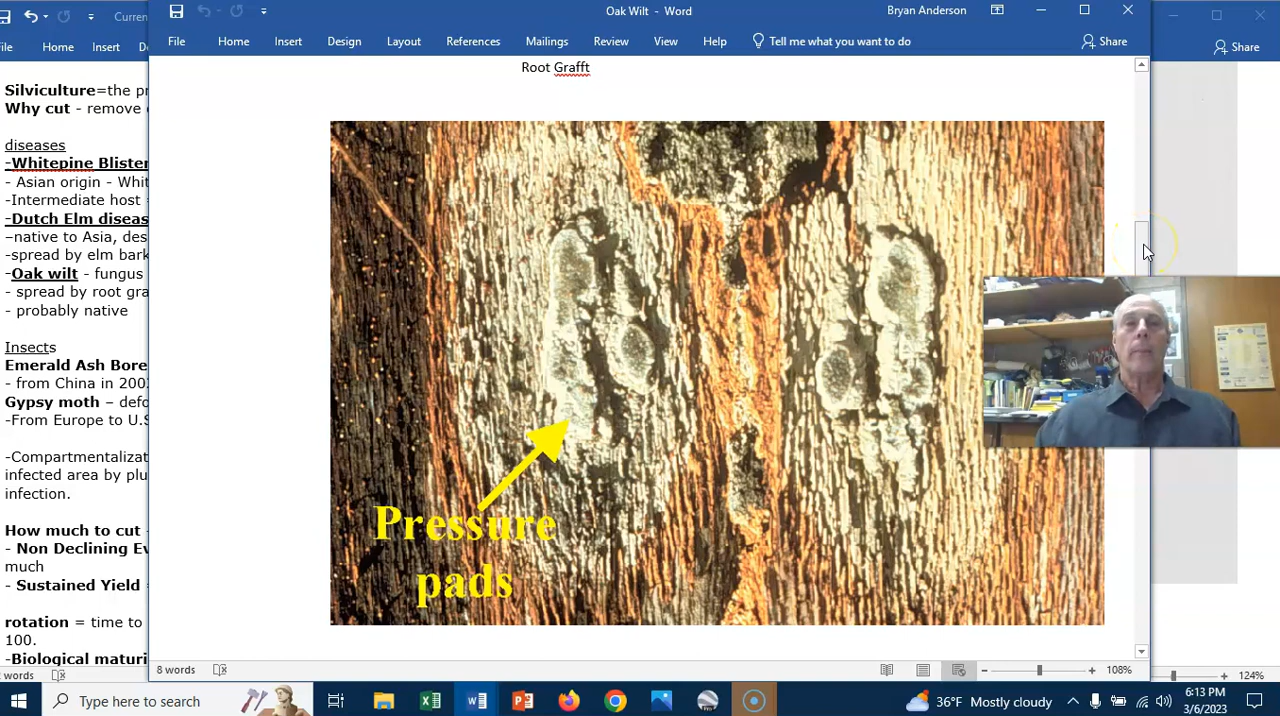 Curren
Oak Wilt - Word
Bryan Anderson
File Home Insert Design Layout References Mailings Review View Help Tell me what you want to do Share
Home Insert
Share
Root Grafft
Silviculture=the pr
Why cut - remove
diseases
-Whitepine Blister
- Asian origin - Whit
-Intermediate host =
-Dutch Elm diseas
–native to Asia, des
-spread by elm bark
-Oak wilt - fungus
- spread by root gra
- probably native
Insects
Emerald Ash Bore
- from China in 200
Gypsy moth – defo
-From Europe to U.S
-Compartmentalizat
infected area by plu
infection.
How much to cut
- Non Declining Ev
much
- Sustained Yield =
rotation = time to
100.
-Biological maturi
Pressure
pads
words
8 words
108%
124%
Type here to search
36°F Mostly cloudy
6:13 PM
3/6/2023